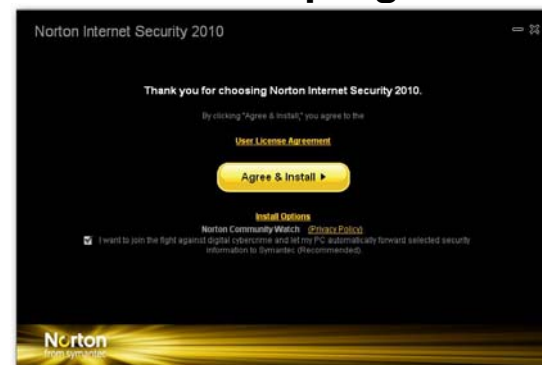 Norton Internet Security 2010
Thank you for choosing Norton Internet Security 2010.
By clicking "Agree & Install," you agree to the
User License Agreement
Agree & Install
Install Options
Norton Community Watch (Privacy Policy)
I want to join the fight against digital cybercrime and let my PC automatically forward selected security
information to Symantec (Recommended).
Norton
from symantec